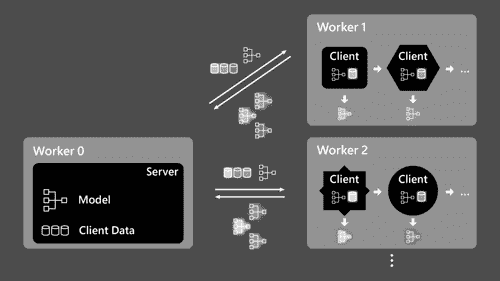 Worker 1
Client
Client
...
Worker 0
Server
Model
Client Data
Worker 2
Client
Client
...